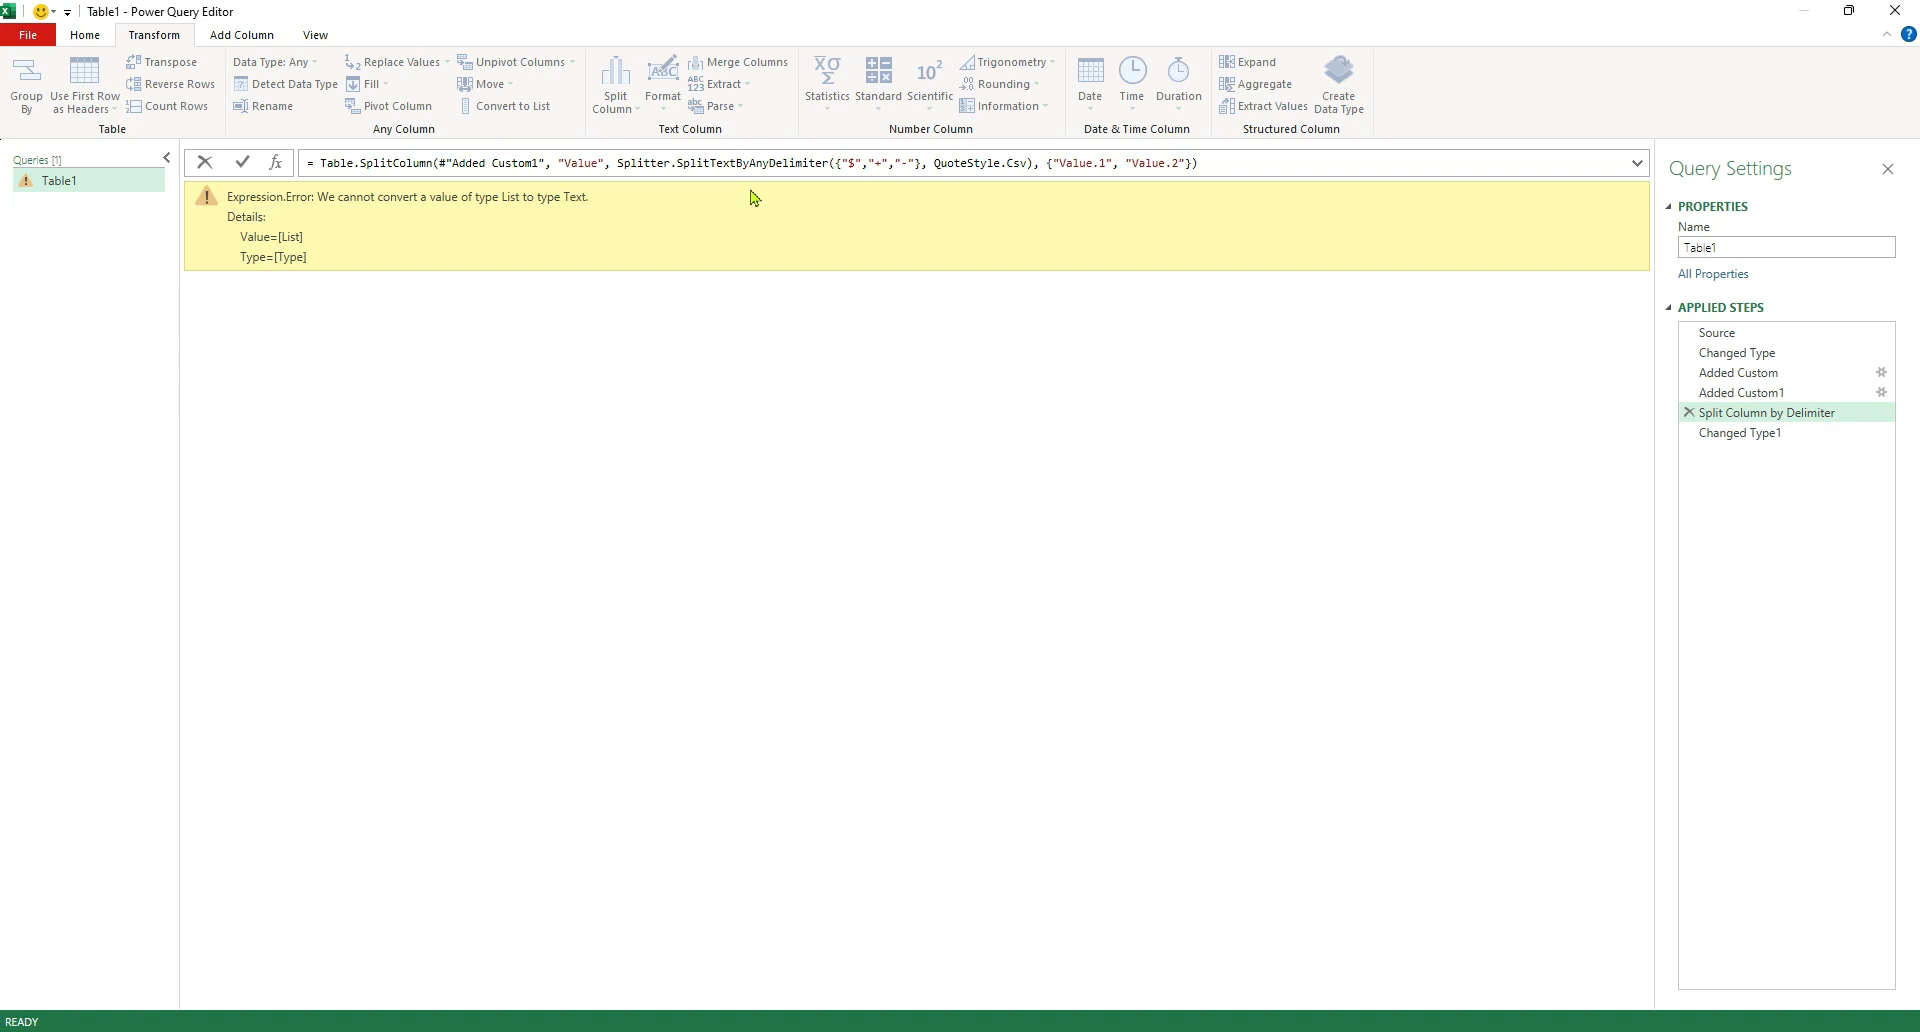 Table1 - Power Query Editor
File Home Transform Add Column View
Group By
Use First Row as Headers
Transpose
Reverse Rows
Count Rows
Table
Data Type: Any
Detect Data Type
Rename
Replace Values
Fill
Pivot Column
Unpivot Columns
Move
Convert to List
Any Column
Split Column
Format
Merge Columns
Extract
Parse
Text Column
Statistics
Standard
Scientific
Trigonometry
Rounding
Information
Number Column
Date
Time
Duration
Date & Time Column
Expand
Aggregate
Extract Values
Create Data Type
Structured Column
Queries [1]
Table1
fx
= Table.SplitColumn(#"Added Custom1", "Value", Splitter.SplitTextByAnyDelimiter({"$","+","-"}, QuoteStyle.Csv), {"Value.1", "Value.2"})
Expression.Error: We cannot convert a value of type List to type Text.
Details:
Value=[List]
Type=[Type]
Query Settings
PROPERTIES
Name
Table1
All Properties
APPLIED STEPS
Source
Changed Type
Added Custom
Added Custom1
Split Column by Delimiter
Changed Type1
READY